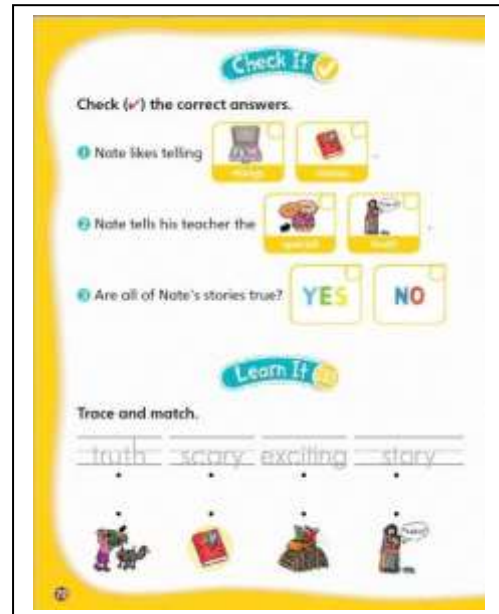 Check It
Check (✔) the correct answers.
1 Nate likes telling .
2 Nate tells his teacher the special .
3 Are all of Nate's stories true? YES NO
Learn It
Trace and match.
truth scary exciting story